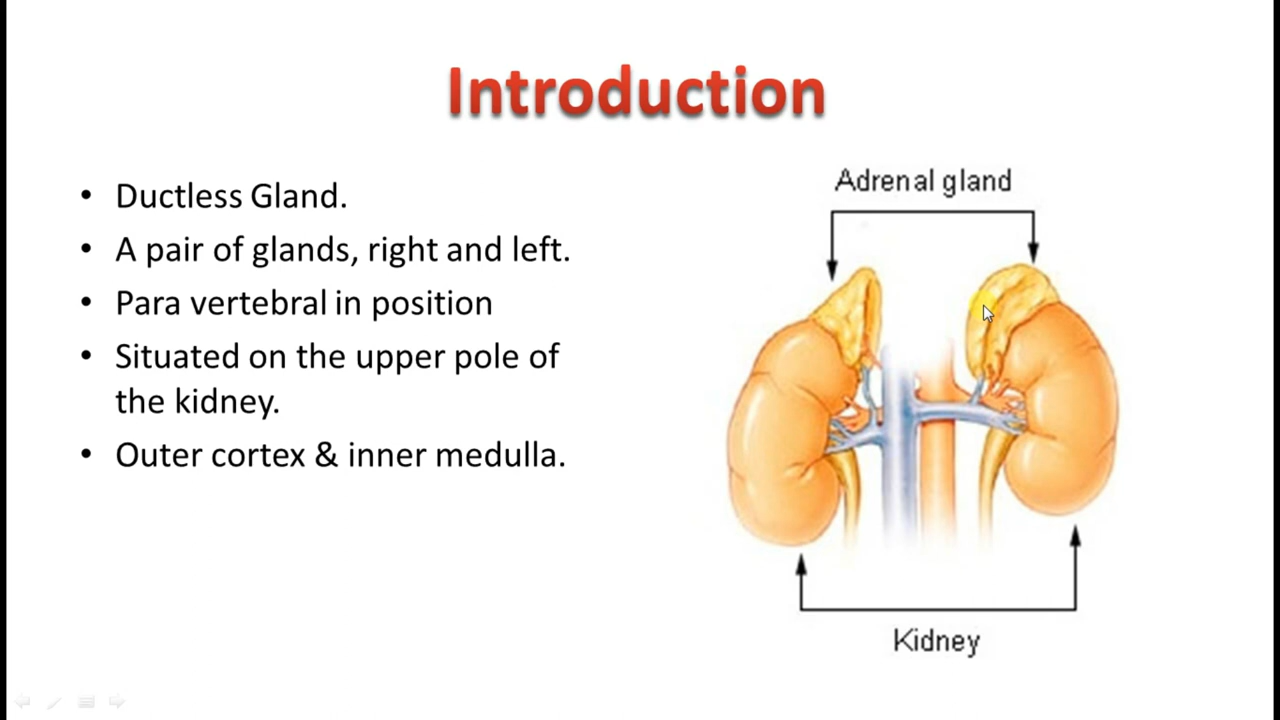 Introduction
• Ductless Gland.
• A pair of glands, right and left.
• Para vertebral in position
• Situated on the upper pole of
the kidney.
• Outer cortex & inner medulla.
Adrenal gland
Kidney